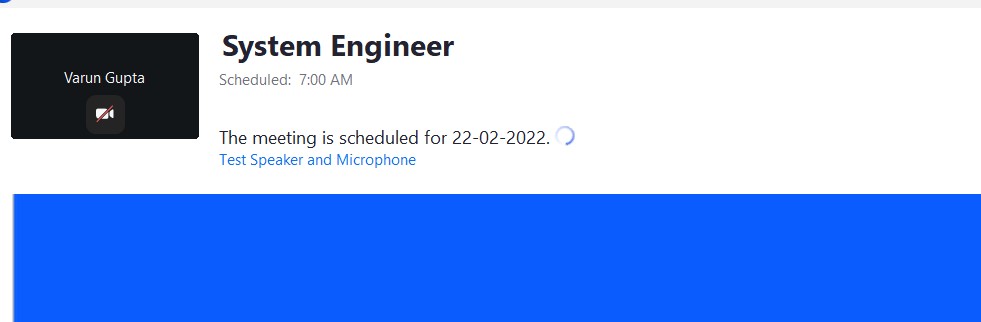 System Engineer
Varun Gupta
Scheduled: 7:00 AM
The meeting is scheduled for 22-02-2022.
Test Speaker and Microphone